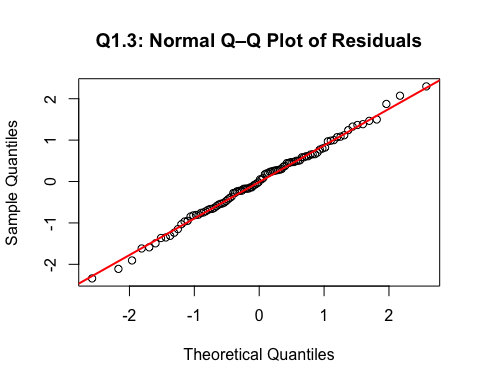 Q1.3: Normal Q–Q Plot of Residuals
Sample Quantiles
2
1
0
-1
-2
-2 -1 0 1 2
Theoretical Quantiles